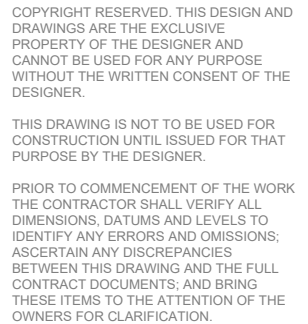 COPYRIGHT RESERVED. THIS DESIGN AND
DRAWINGS ARE THE EXCLUSIVE
PROPERTY OF THE DESIGNER AND
CANNOT BE USED FOR ANY PURPOSE
WITHOUT THE WRITTEN CONSENT OF THE
DESIGNER.
THIS DRAWING IS NOT TO BE USED FOR
CONSTRUCTION UNTIL ISSUED FOR THAT
PURPOSE BY THE DESIGNER.
PRIOR TO COMMENCEMENT OF THE WORK
THE CONTRACTOR SHALL VERIFY ALL
DIMENSIONS, DATUMS AND LEVELS TO
IDENTIFY ANY ERRORS AND OMISSIONS;
ASCERTAIN ANY DISCREPANCIES
BETWEEN THIS DRAWING AND THE FULL
CONTRACT DOCUMENTS; AND BRING
THESE ITEMS TO THE ATTENTION OF THE
OWNERS FOR CLARIFICATION.